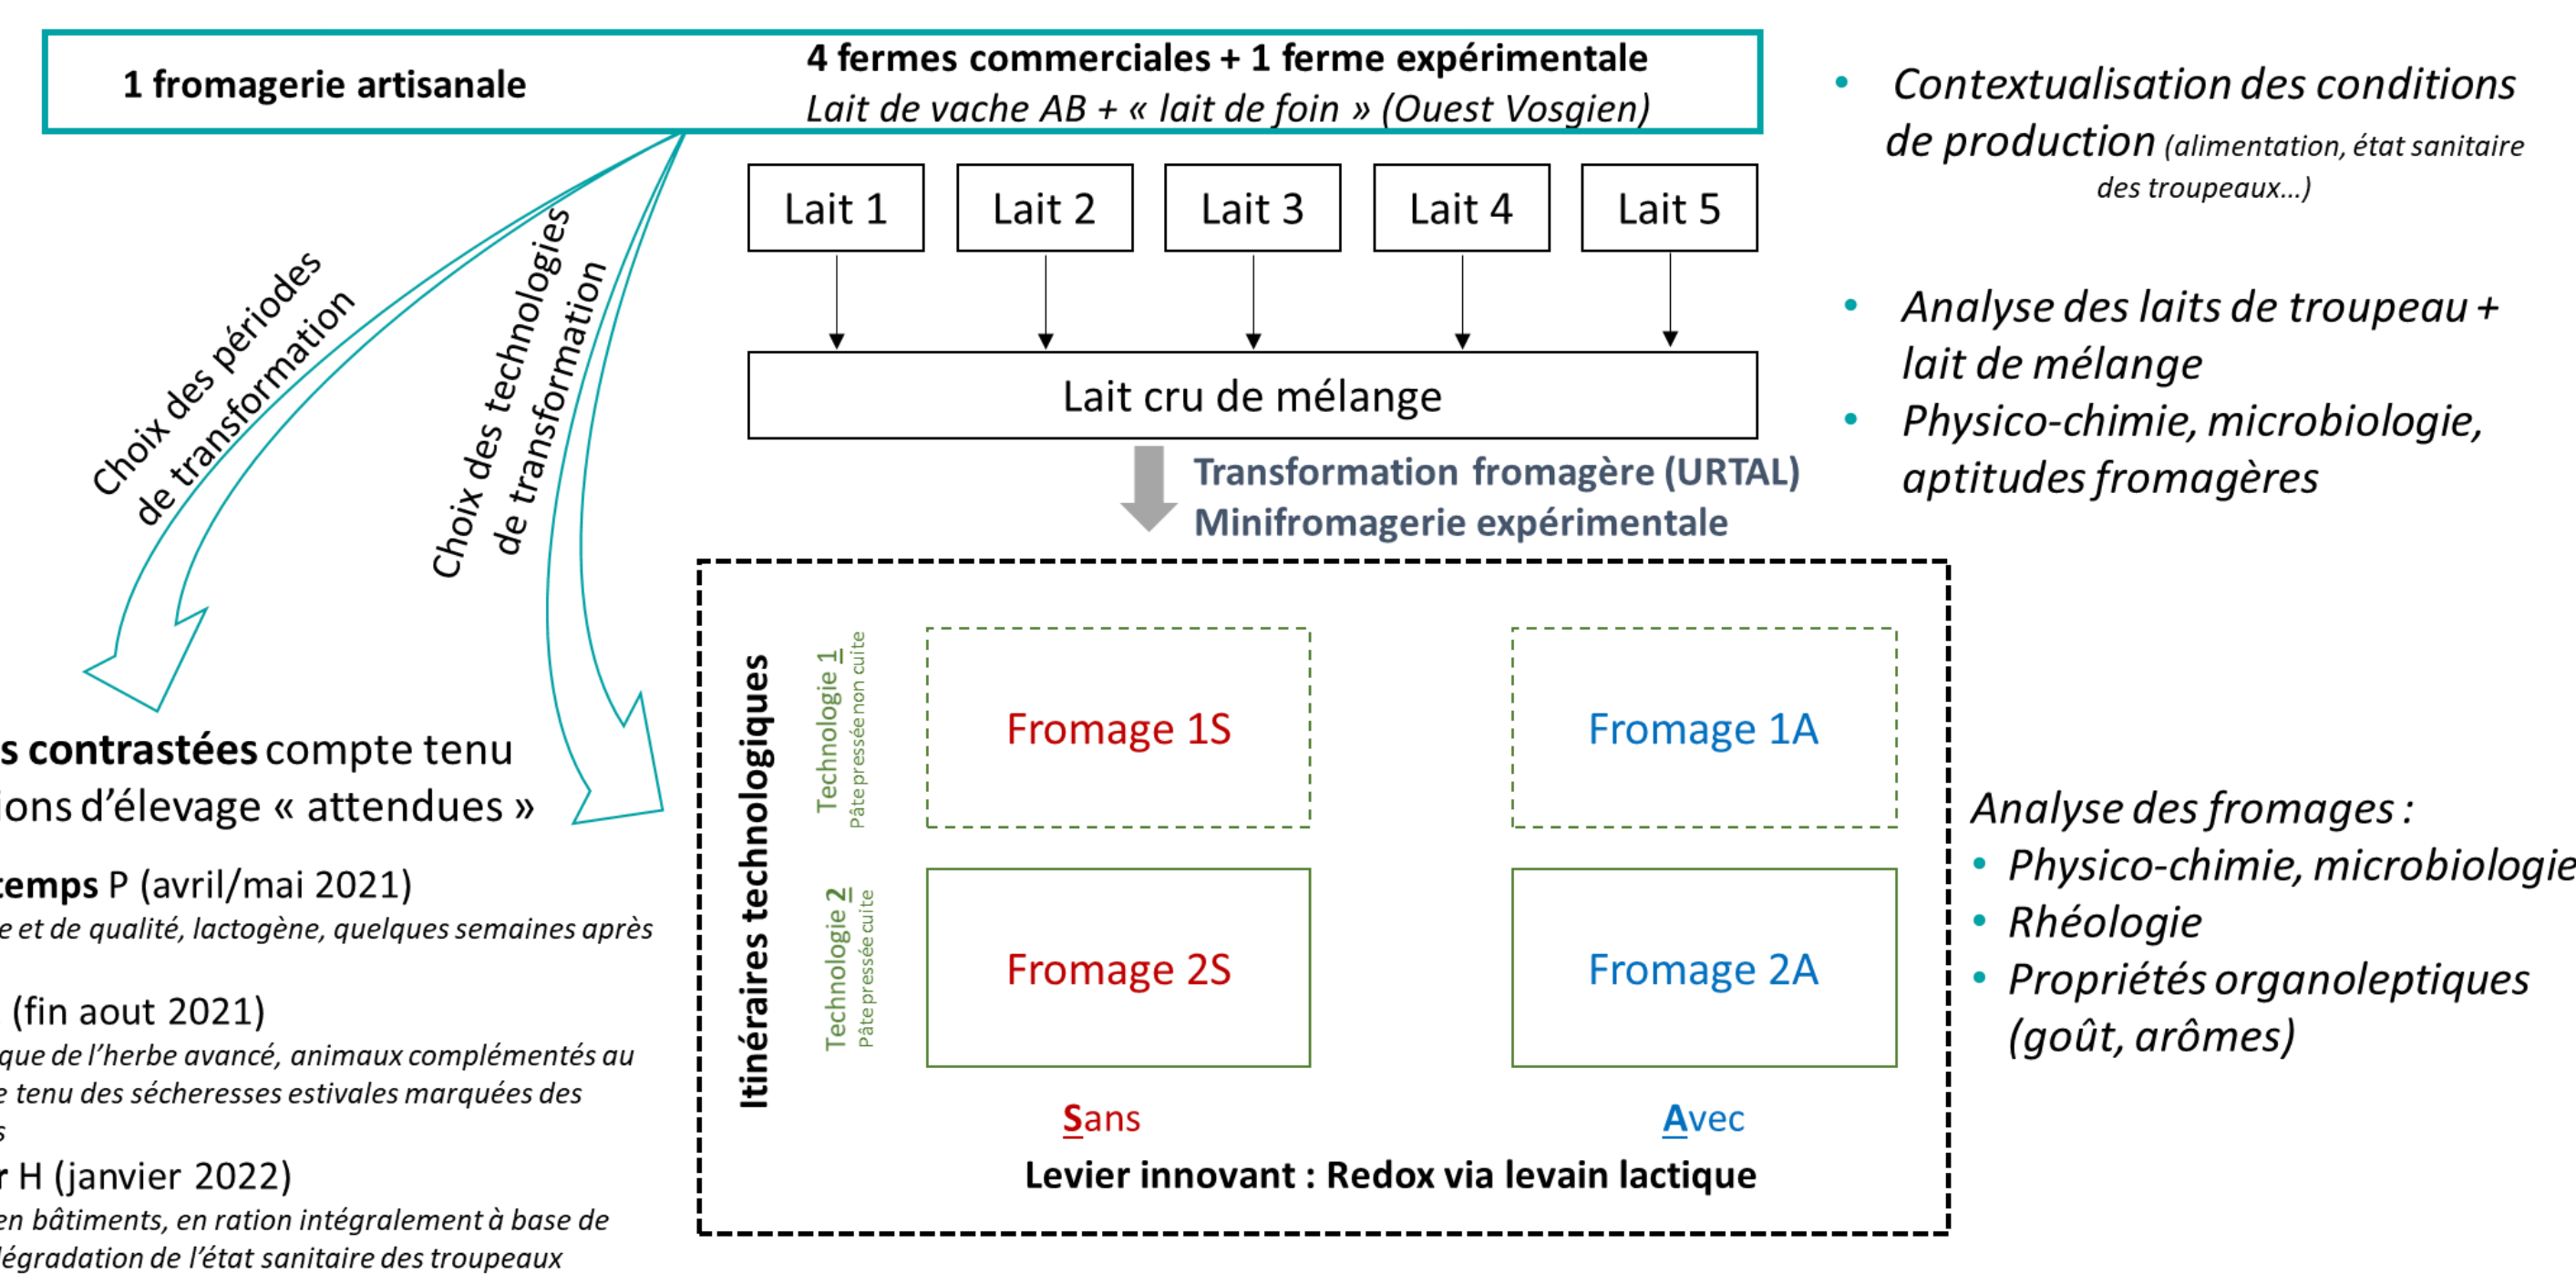 1 fromagerie artisanale
4 fermes commerciales + 1 ferme expérimentale
Lait de vache AB + « lait de foin » (Ouest Vosgien)
Lait 1
Lait 2
Lait 3
Lait 4
Lait 5
Lait cru de mélange
Transformation fromagère (URTAL)
Minifromagerie expérimentale
Choix des périodes
de transformation
Choix des technologies
de transformation
s contrastées compte tenu
ions d’élevage « attendues »
temps P (avril/mai 2021)
e et de qualité, lactogène, quelques semaines après
(fin aout 2021)
que de l’herbe avancé, animaux complémentés au
e tenu des sécheresses estivales marquées des
s
r H (janvier 2022)
en bâtiments, en ration intégralement à base de
dégradation de l’état sanitaire des troupeaux
Itinéraires technologiques
Technologie 1
Pâte pressée non cuite
Fromage 1S
Fromage 1A
Technologie 2
Pâte pressée cuite
Fromage 2S
Fromage 2A
Sans
Avec
Levier innovant : Redox via levain lactique
• Contextualisation des conditions
de production (alimentation, état sanitaire
des troupeaux...)
• Analyse des laits de troupeau +
lait de mélange
• Physico-chimie, microbiologie,
aptitudes fromagères
Analyse des fromages :
• Physico-chimie, microbiologie
• Rhéologie
• Propriétés organoleptiques
(goût, arômes)